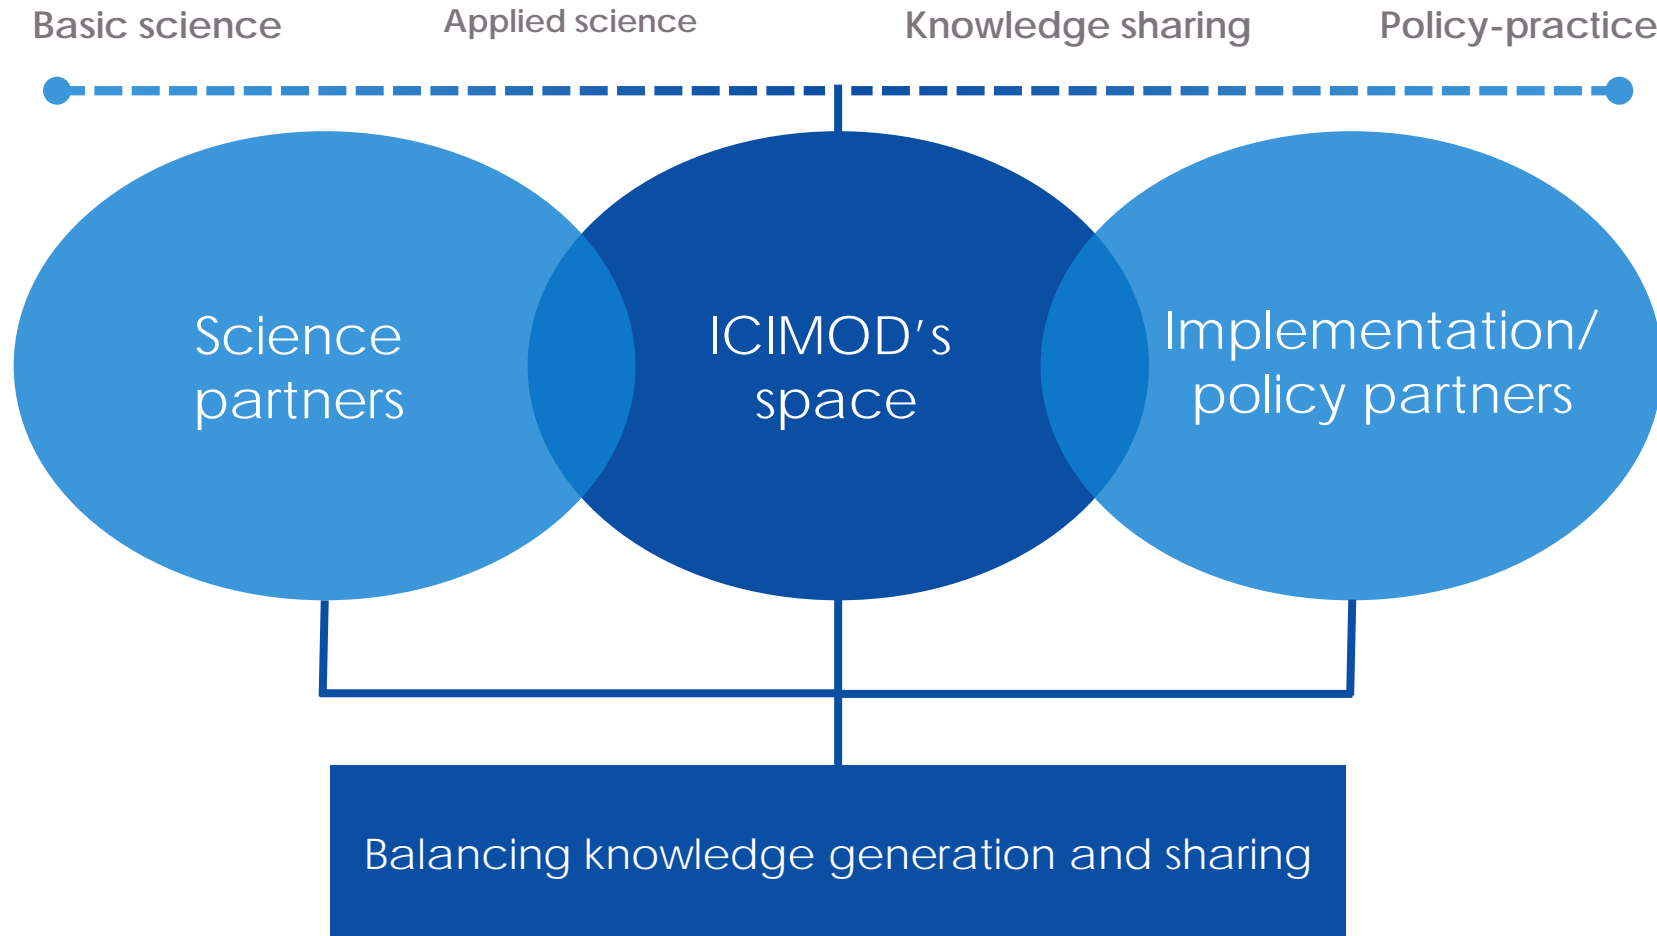 Basic science
Applied science
Knowledge sharing
Policy-practice
Science
partners
ICIMOD’s
space
Implementation/
policy partners
Balancing knowledge generation and sharing